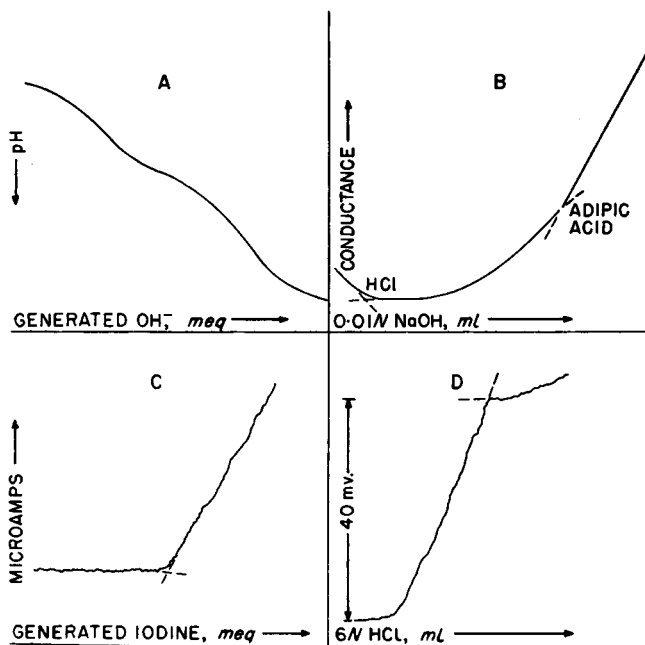 A
pH
GENERATED OH⁻, meq
B
CONDUCTANCE
HCl
ADIPIC
ACID
0·01N NaOH, ml
C
MICROAMPS
GENERATED IODINE, meq
D
40 mv.
6N HCl, ml